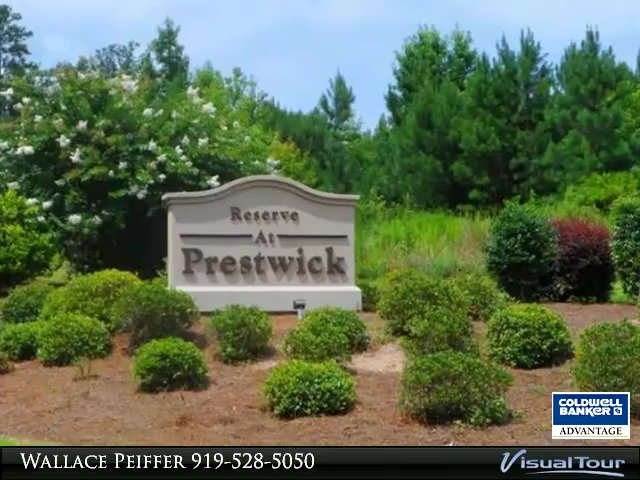 Reserve
At
Prestwick
COLDWELL
BANKER
ADVANTAGE
WALLACE PEIFFER 919-528-5050
VISUALTOUR